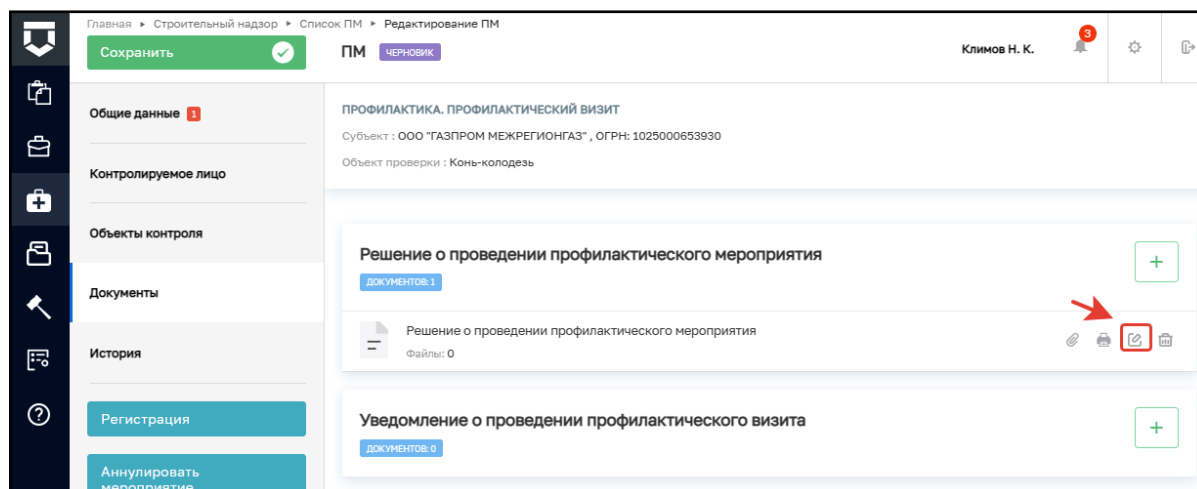 Главная ▸ Строительный надзор ▸ Список ПМ ▸ Редактирование ПМ
Сохранить
ПМ ЧЕРНОВИК
Климов Н. К.
3
Общие данные 1
Контролируемое лицо
Объекты контроля
Документы
История
Регистрация
Аннулировать
мероприятие
ПРОФИЛАКТИКА. ПРОФИЛАКТИЧЕСКИЙ ВИЗИТ
Субъект : ООО "ГАЗПРОМ МЕЖРЕГИОНГАЗ" , ОГРН: 1025000653930
Объект проверки : Конь-колодезь
Решение о проведении профилактического мероприятия
ДОКУМЕНТОВ: 1
Решение о проведении профилактического мероприятия
Файлы: 0
Уведомление о проведении профилактического визита
ДОКУМЕНТОВ: 0